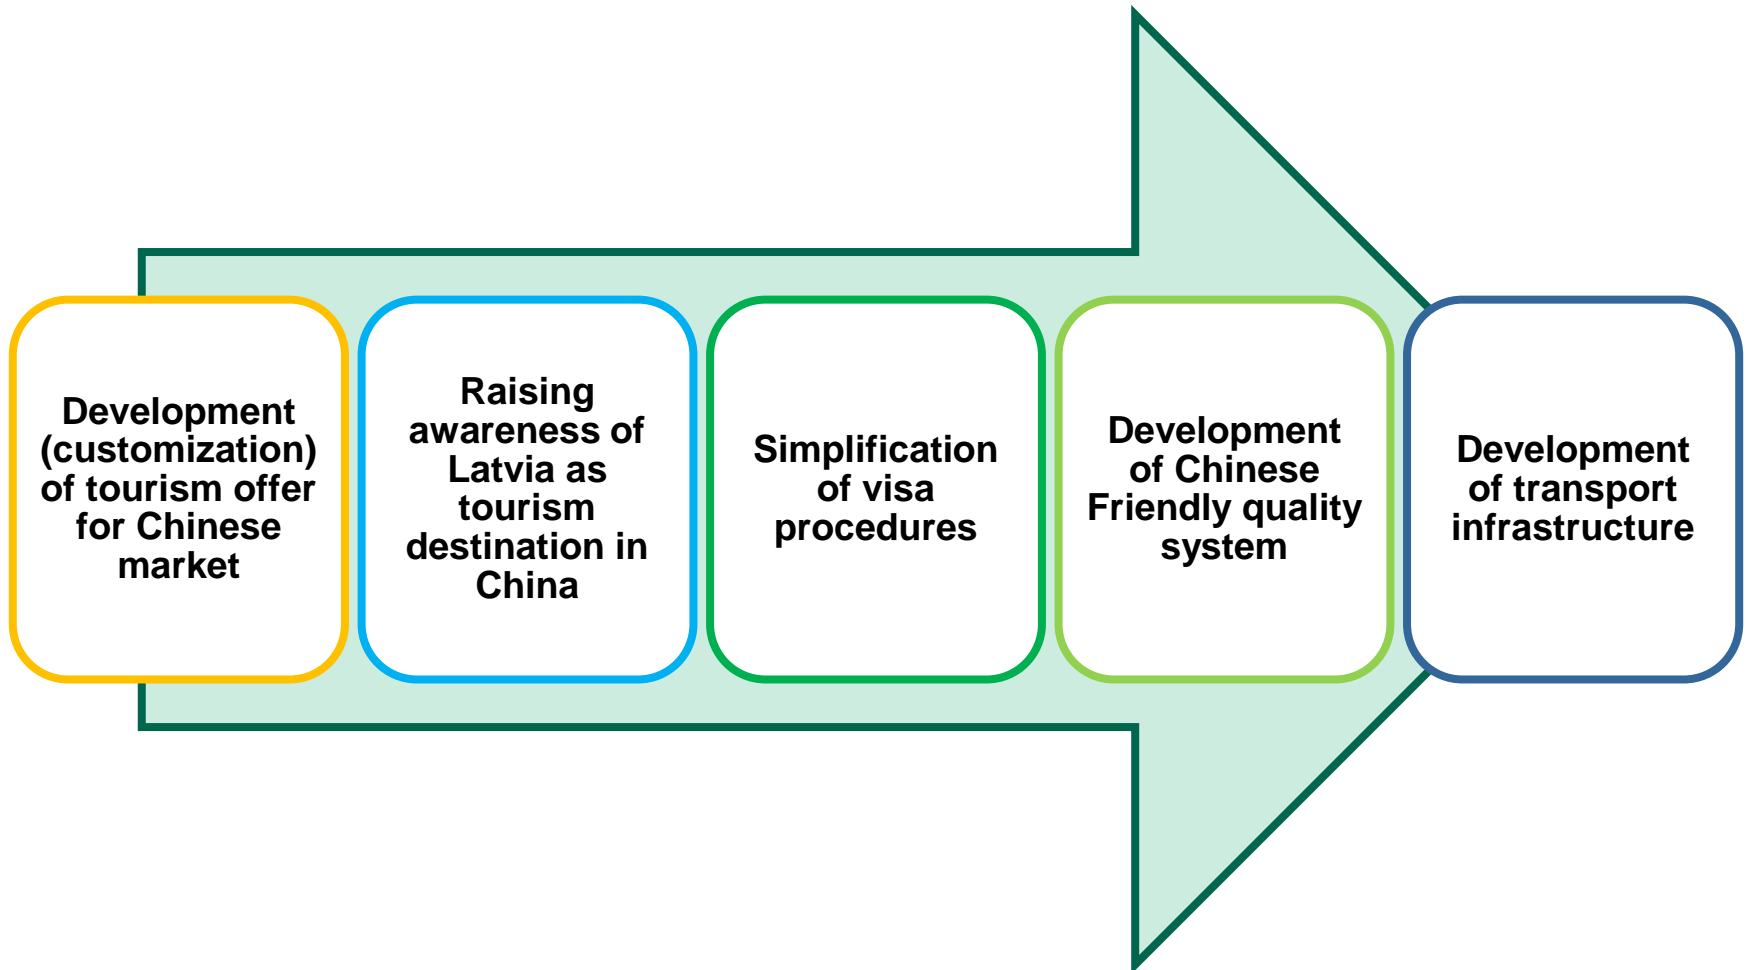 Development
(customization)
of tourism offer
for Chinese
market
Raising
awareness of
Latvia as
tourism
destination in
China
Simplification
of visa
procedures
Development
of Chinese
Friendly quality
system
Development
of transport
infrastructure